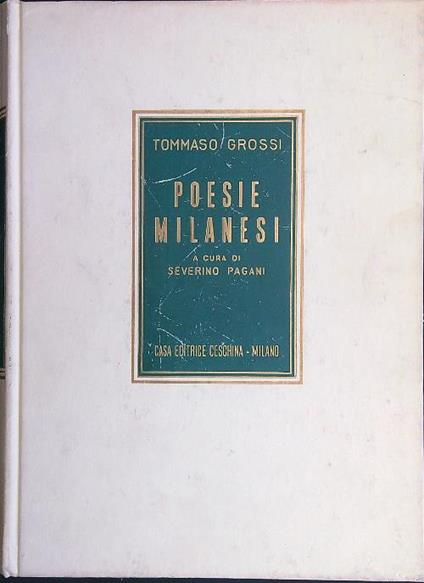 TOMMASO GROSSI
POESIE
MILANESI
A CURA DI
SEVERINO PAGANI
CASA EDITRICE CESCHINA - MILANO